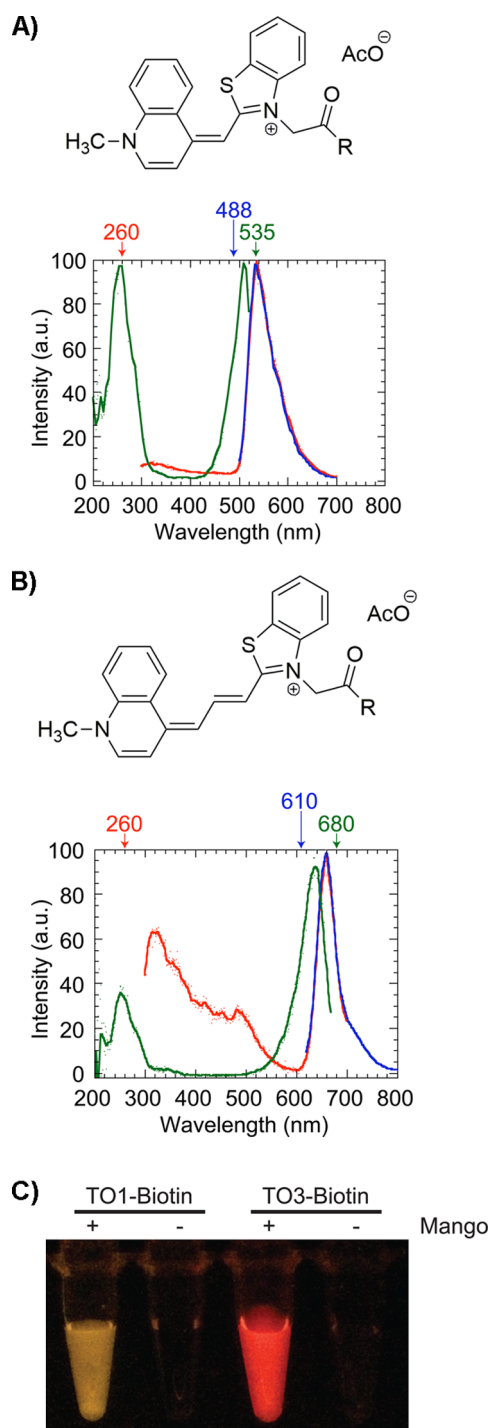 A)
AcO⊖
S
N
⊕
O
R
N
H₃C
488
260 535
100
80
60
40
20
0
Intensity (a.u.)
200 300 400 500 600 700 800
Wavelength (nm)
B)
AcO⊖
S
N
⊕
O
R
N
H₃C
610
260 680
100
80
60
40
20
0
Intensity (a.u.)
200 300 400 500 600 700 800
Wavelength (nm)
C)
TO1-Biotin TO3-Biotin
+ - + - Mango